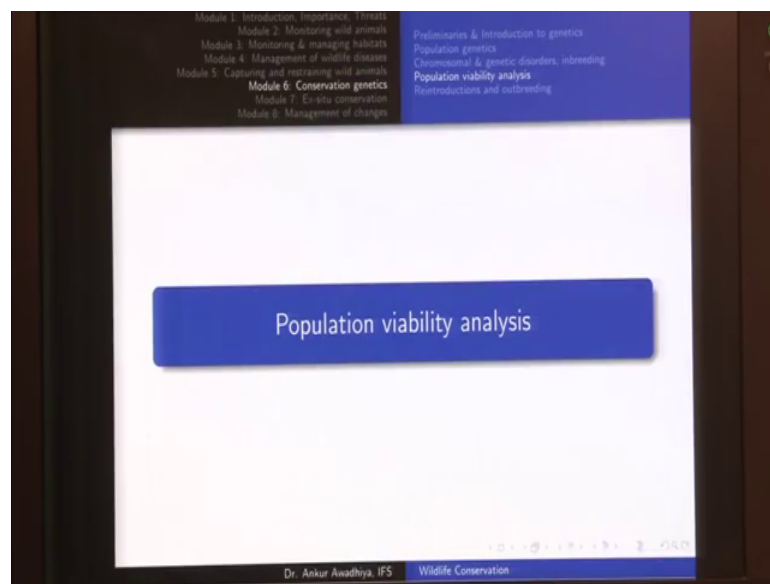 Module 1: Introduction, Importance, Threats
Module 2: Monitoring wild animals
Module 3: Monitoring & managing habitats
Module 4: Management of wildlife diseases
Module 5: Capturing and restraining wild animals
Module 6: Conservation genetics
Module 7: Ex-situ conservation
Module 8: Management of changes
Preliminaries & Introduction to genetics
Population genetics
Chromosomal & genetic disorders, inbreeding
Population viability analysis
Reintroductions and outbreeding
Population viability analysis
Dr. Ankur Awadhiya, IFS
Wildlife Conservation